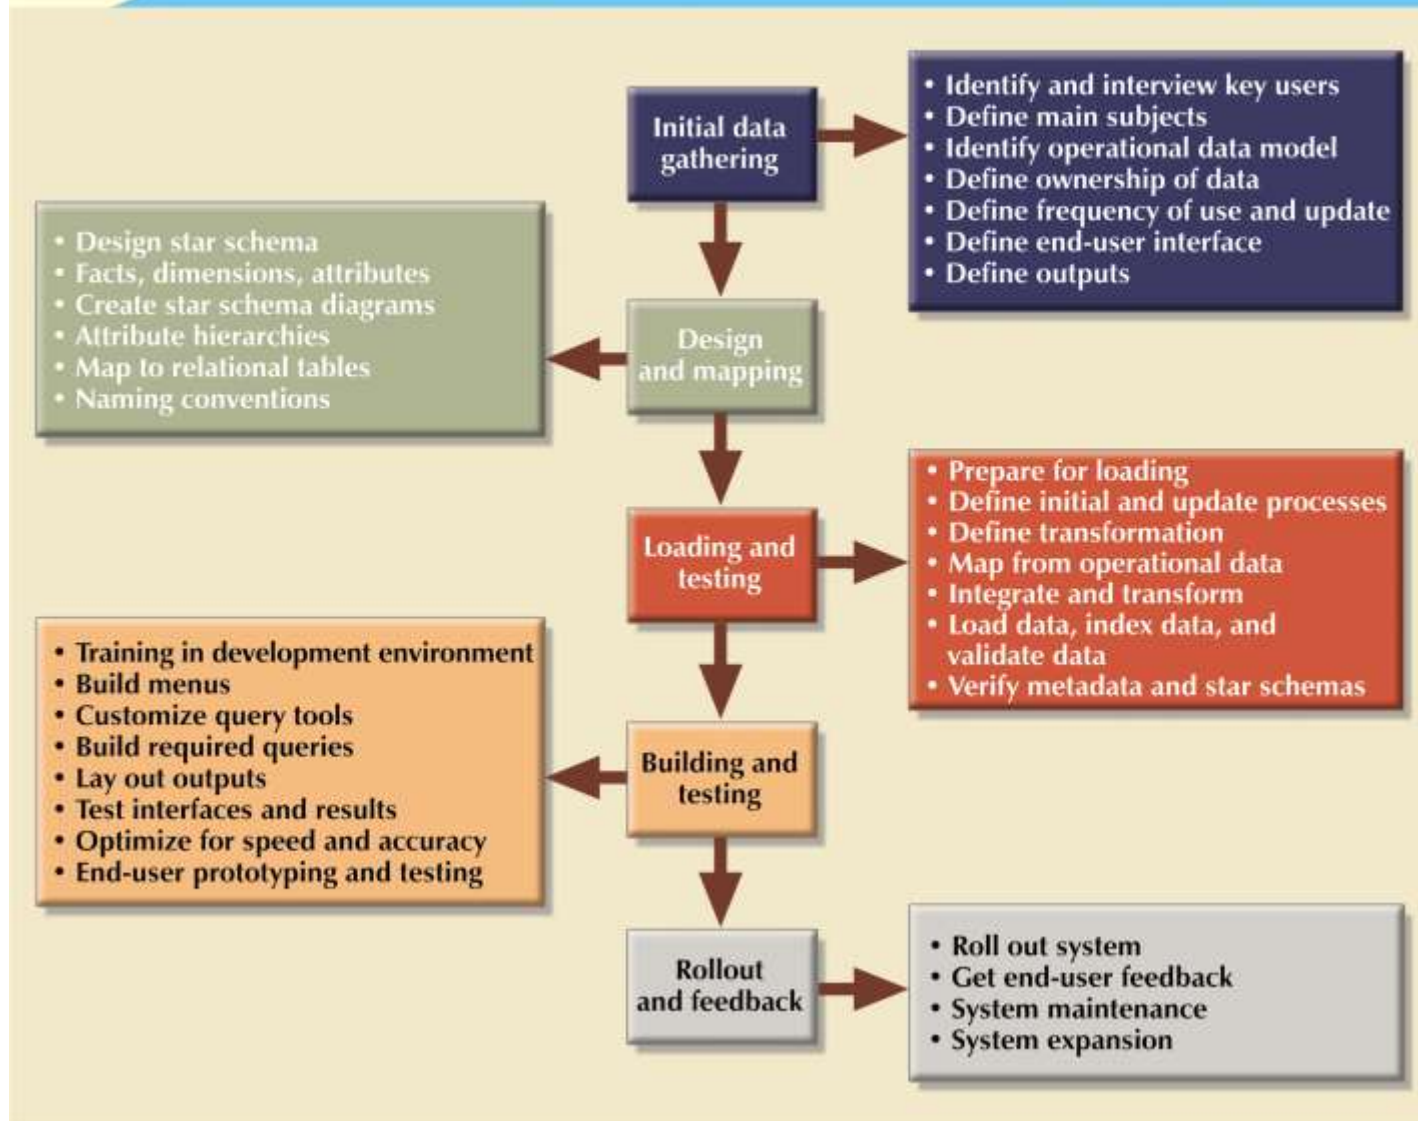 Initial data
gathering
• Identify and interview key users
• Define main subjects
• Identify operational data model
• Define ownership of data
• Define frequency of use and update
• Define end-user interface
• Define outputs
Design
and mapping
• Design star schema
• Facts, dimensions, attributes
• Create star schema diagrams
• Attribute hierarchies
• Map to relational tables
• Naming conventions
Loading and
testing
• Prepare for loading
• Define initial and update processes
• Define transformation
• Map from operational data
• Integrate and transform
• Load data, index data, and
validate data
• Verify metadata and star schemas
Building and
testing
• Training in development environment
• Build menus
• Customize query tools
• Build required queries
• Lay out outputs
• Test interfaces and results
• Optimize for speed and accuracy
• End-user prototyping and testing
Rollout
and feedback
• Roll out system
• Get end-user feedback
• System maintenance
• System expansion